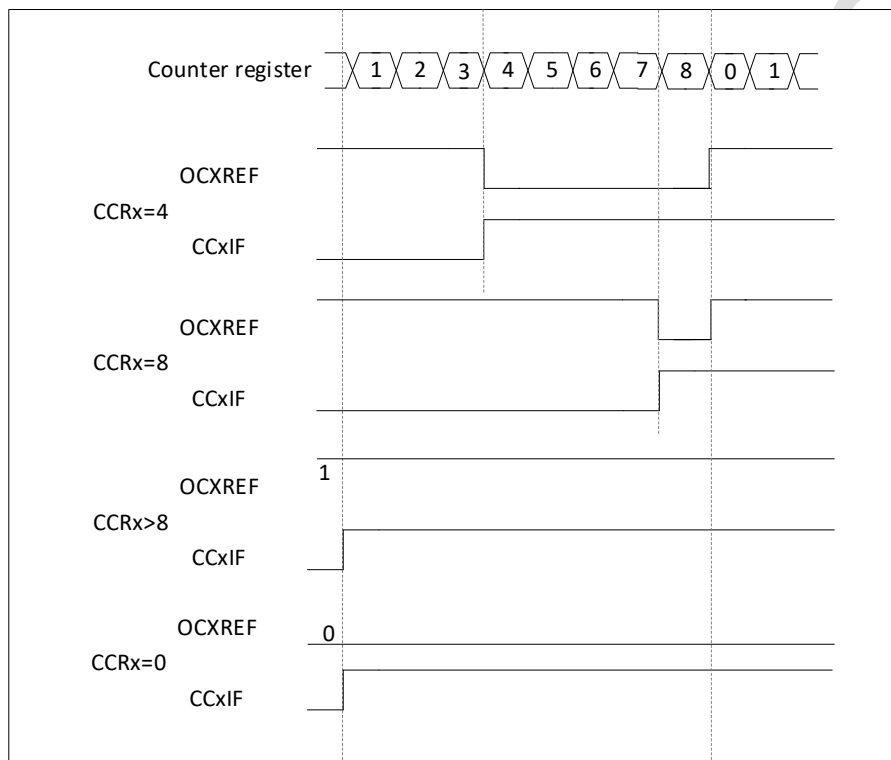 Counter register 1 2 3 4 5 6 7 8 0 1
OCXREF
CCRx=4
CCxIF
OCXREF
CCRx=8
CCxIF
1
OCXREF
CCRx>8
CCxIF
OCXREF 0
CCRx=0
CCxIF